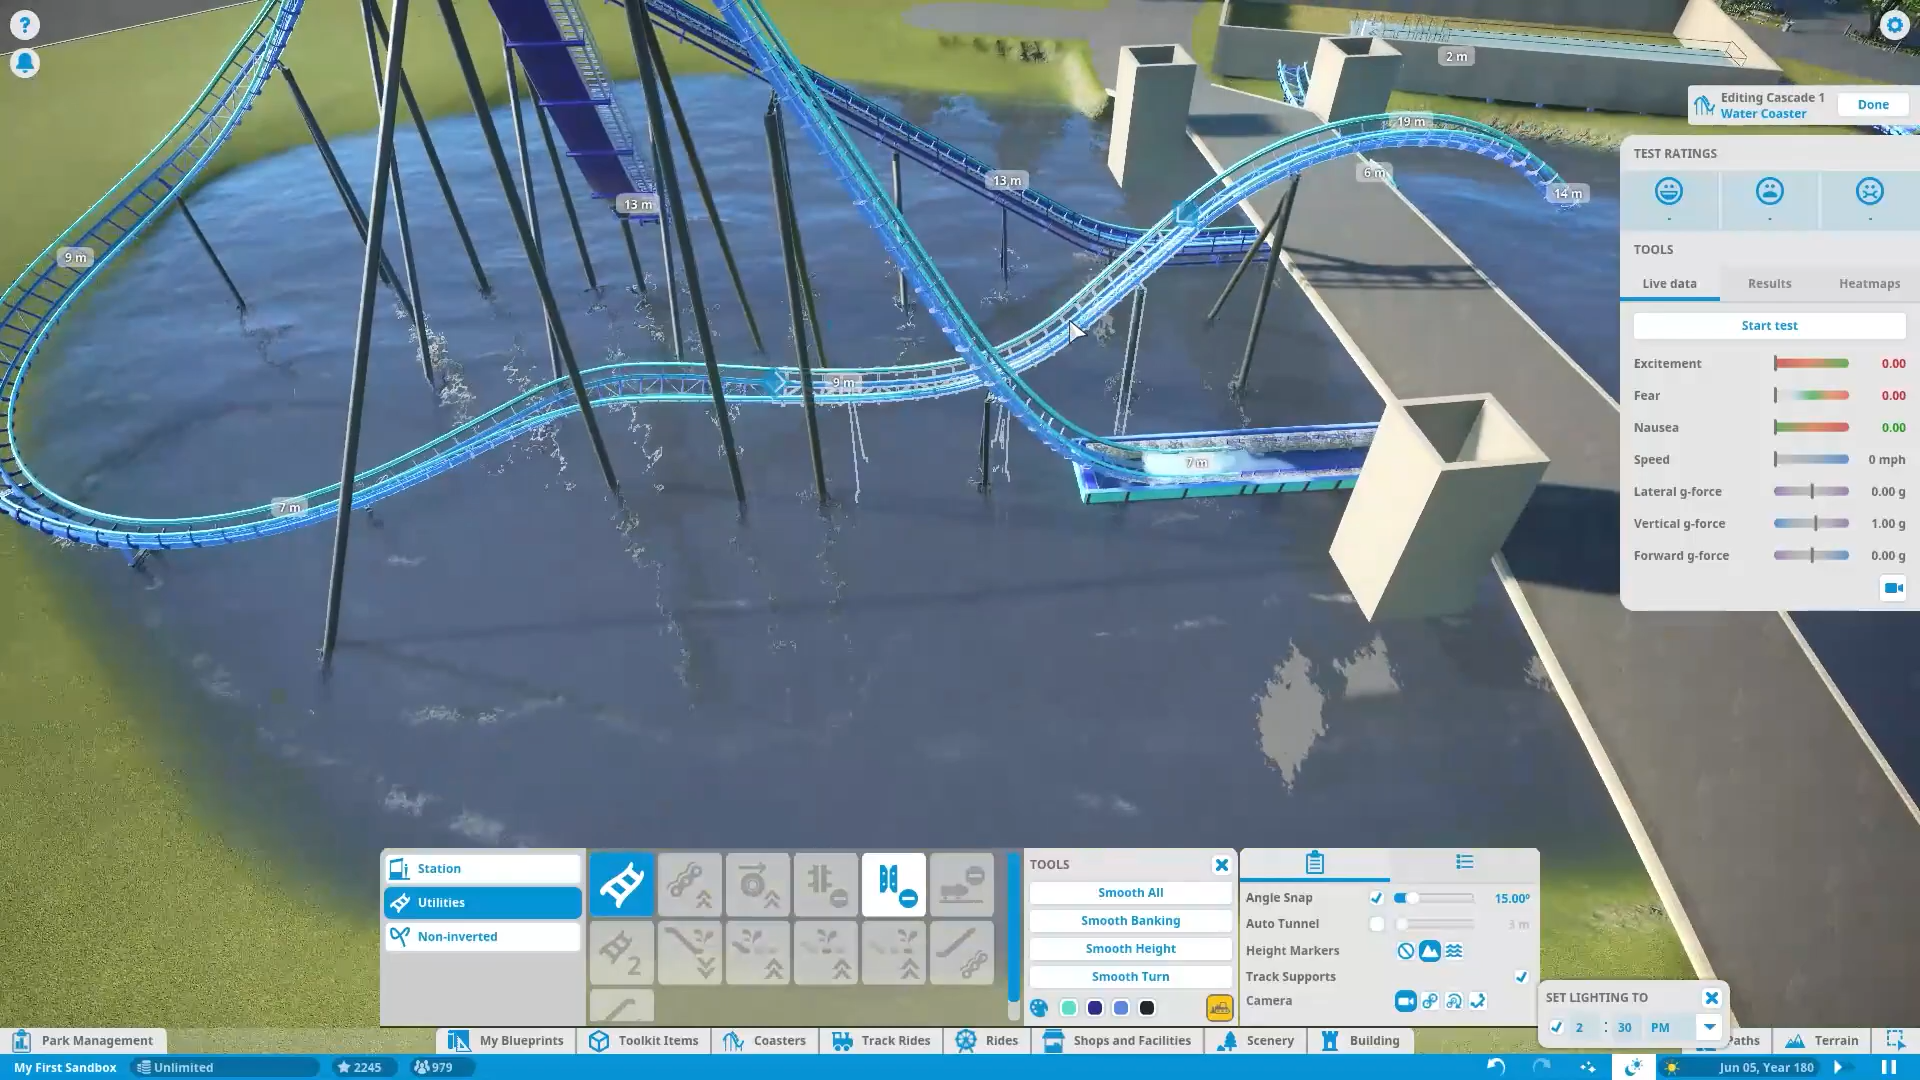 ?
2 m
Editing Cascade 1
Water Coaster
Done
19 m
6 m
14 m
13 m
13 m
9 m
9 m
7 m
7 m
TEST RATINGS
-
-
-
TOOLS
Live data
Results
Heatmaps
Start test
Excitement 0.00
Fear 0.00
Nausea 0.00
Speed 0 mph
Lateral g-force 0.00 g
Vertical g-force 1.00 g
Forward g-force 0.00 g
Station
Utilities
Non-inverted
2
TOOLS
Smooth All
Smooth Banking
Smooth Height
Smooth Turn
Angle Snap 15.00°
Auto Tunnel 3 m
Height Markers
Track Supports
Camera
SET LIGHTING TO
2 : 30 PM
Park Management
My Blueprints
Toolkit Items
Coasters
Track Rides
Rides
Shops and Facilities
Scenery
Building
Paths
Terrain
My First Sandbox
Unlimited
2245
979
Jun 05, Year 180